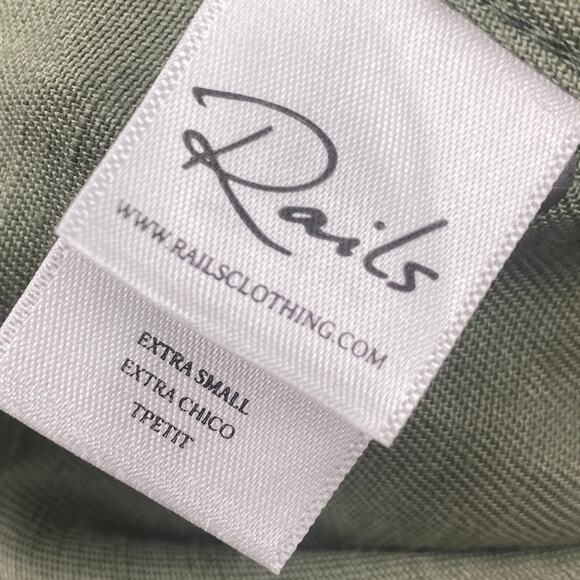 Rails
WWW.RAILSCLOTHING.COM
EXTRA SMALL
EXTRA CHICO
TPETIT